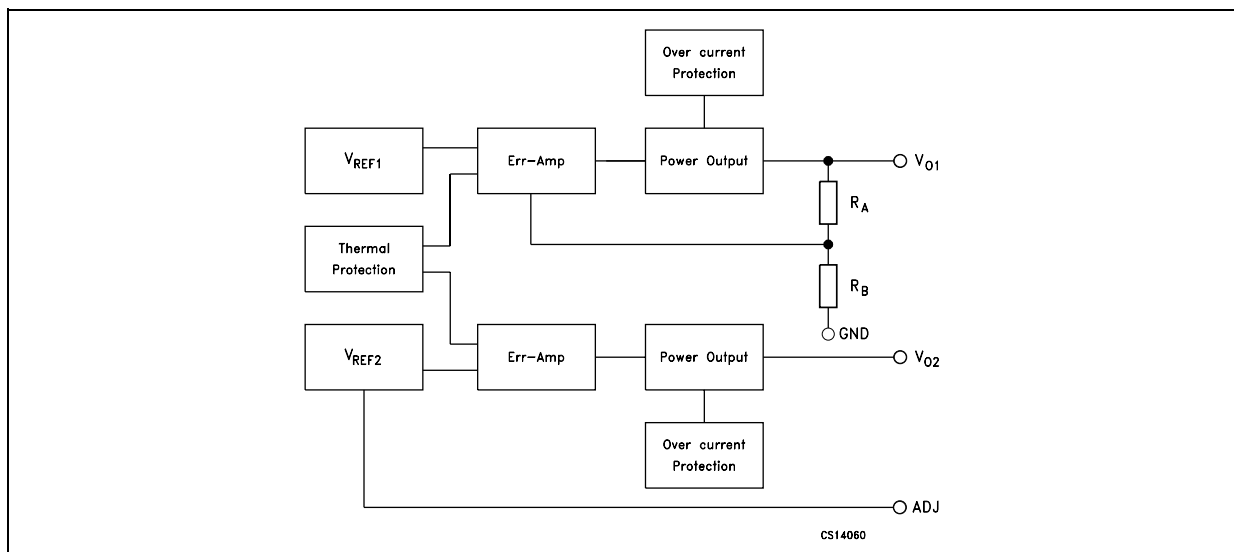 Over current
Protection
V_REF1
Err-Amp
Power Output
V_O1
R_A
Thermal
Protection
R_B
GND
V_REF2
Err-Amp
Power Output
V_O2
Over current
Protection
ADJ
CS14060